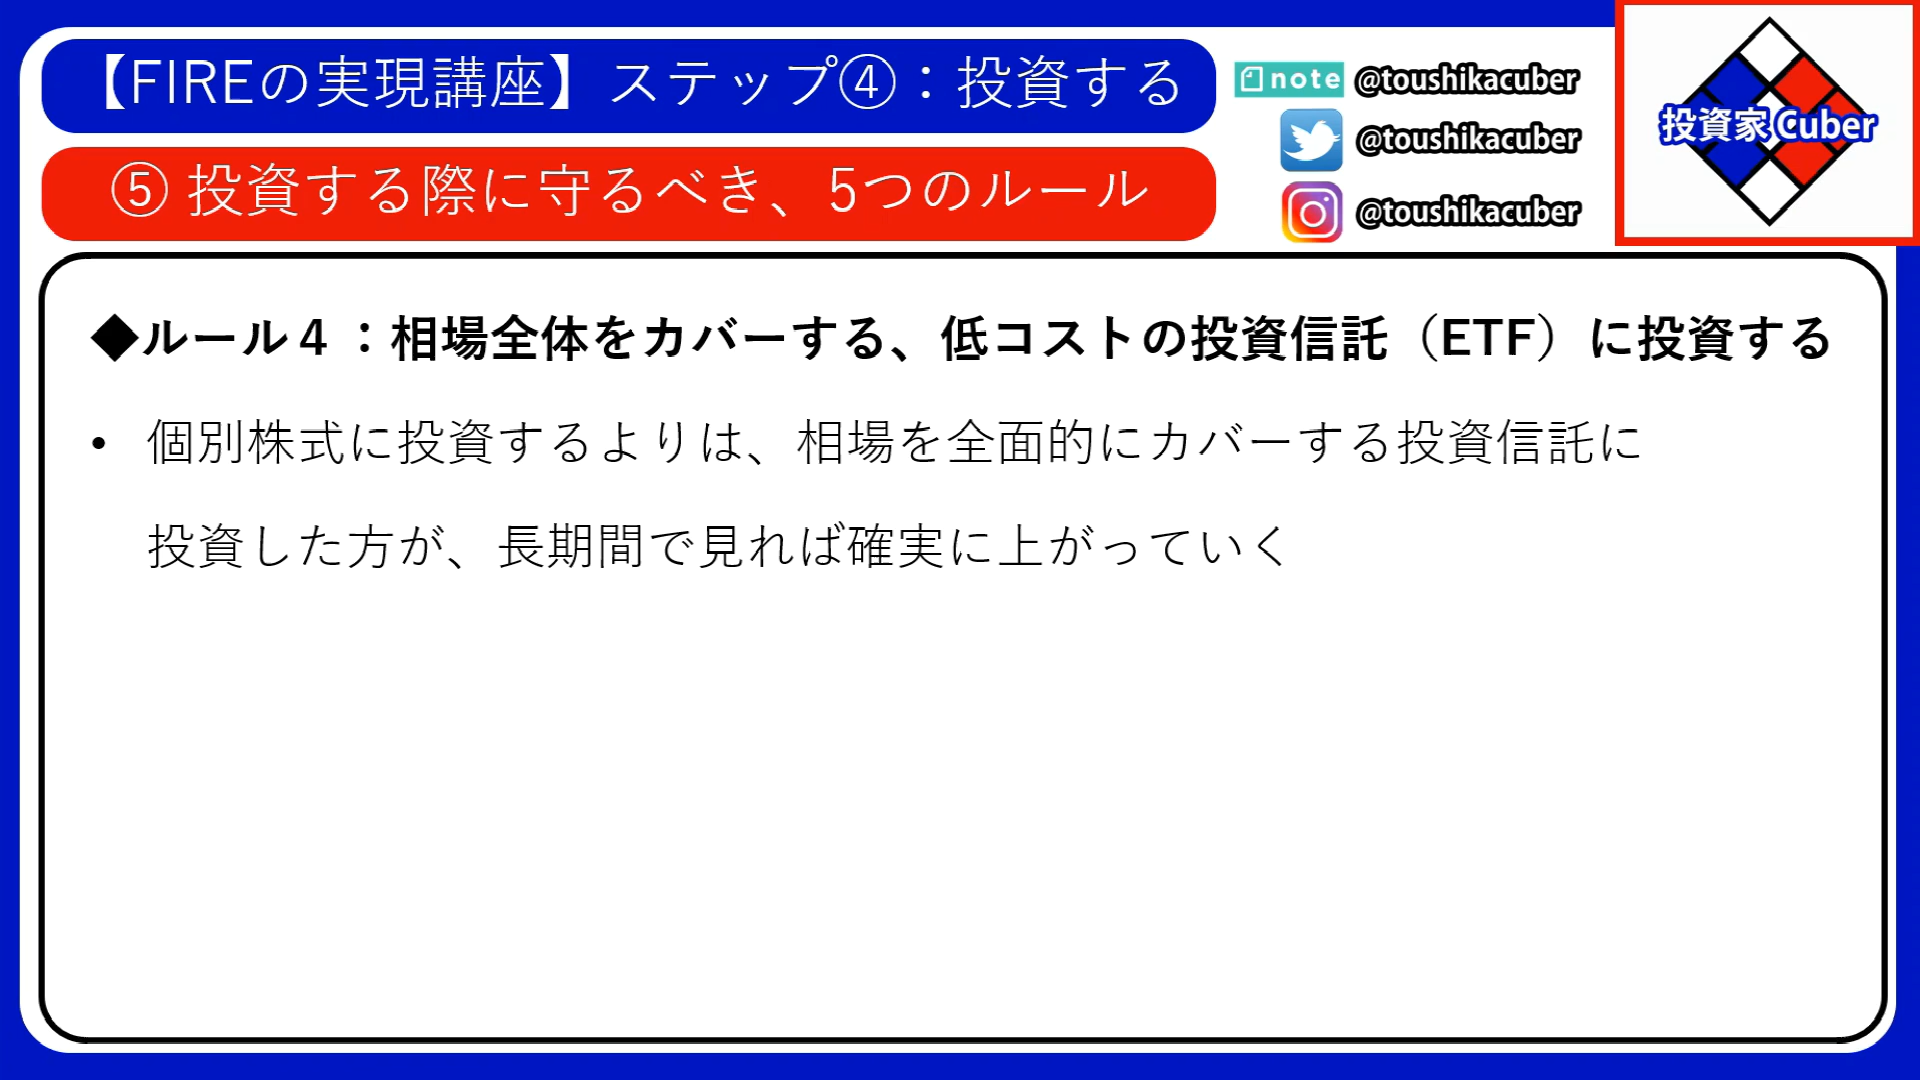 【FIREの実現講座】ステップ④：投資する
⑤ 投資する際に守るべき、5つのルール
note @toushikacuber
@toushikacuber
@toushikacuber
投資家 Cuber
◆ルール４：相場全体をカバーする、低コストの投資信託（ETF）に投資する
• 個別株式に投資するよりは、相場を全面的にカバーする投資信託に
投資した方が、長期間で見れば確実に上がっていく